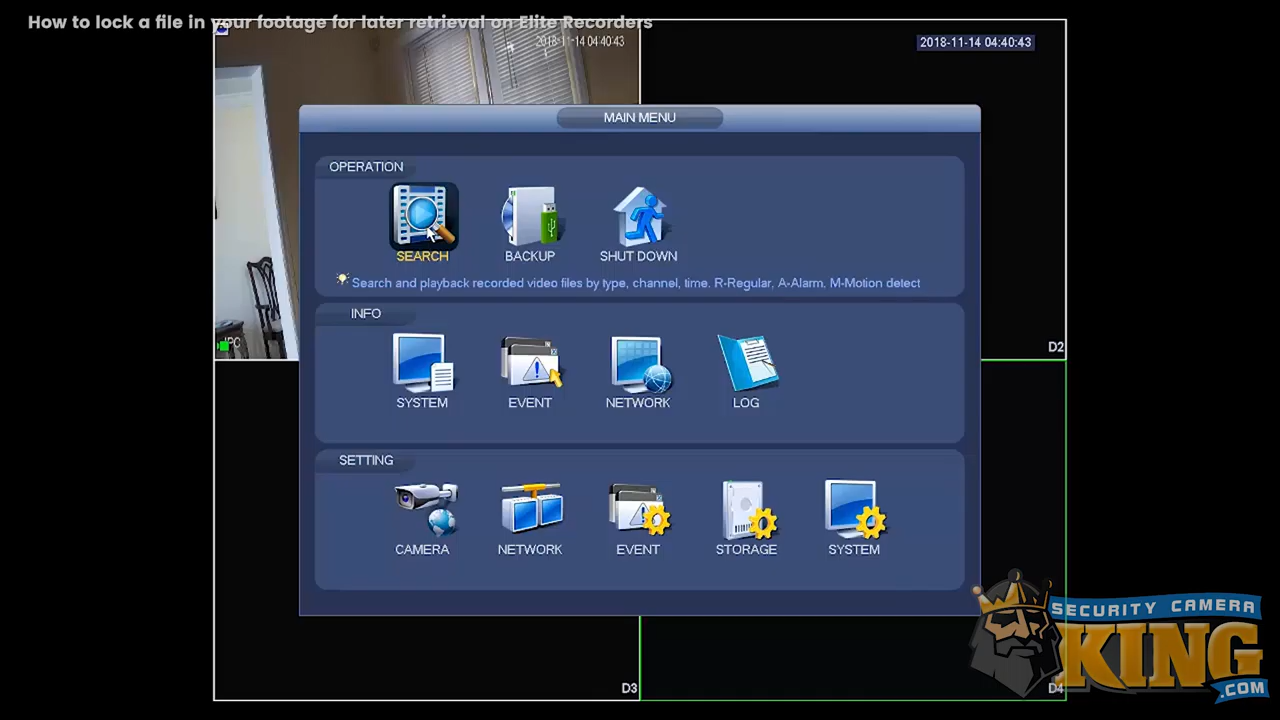 How to lock a file in your footage for later retrieval on Elite Recorders
2018-11-14 04:40:43
2018-11-14 04:40:43
MAIN MENU
OPERATION
SEARCH
BACKUP
SHUT DOWN
Search and playback recorded video files by type, channel, time. R-Regular, A-Alarm, M-Motion detect
INFO
IPC
D2
SYSTEM
EVENT
NETWORK
LOG
SETTING
CAMERA
NETWORK
EVENT
STORAGE
SYSTEM
SECURITY CAMERA
KING
.COM
D3
D4